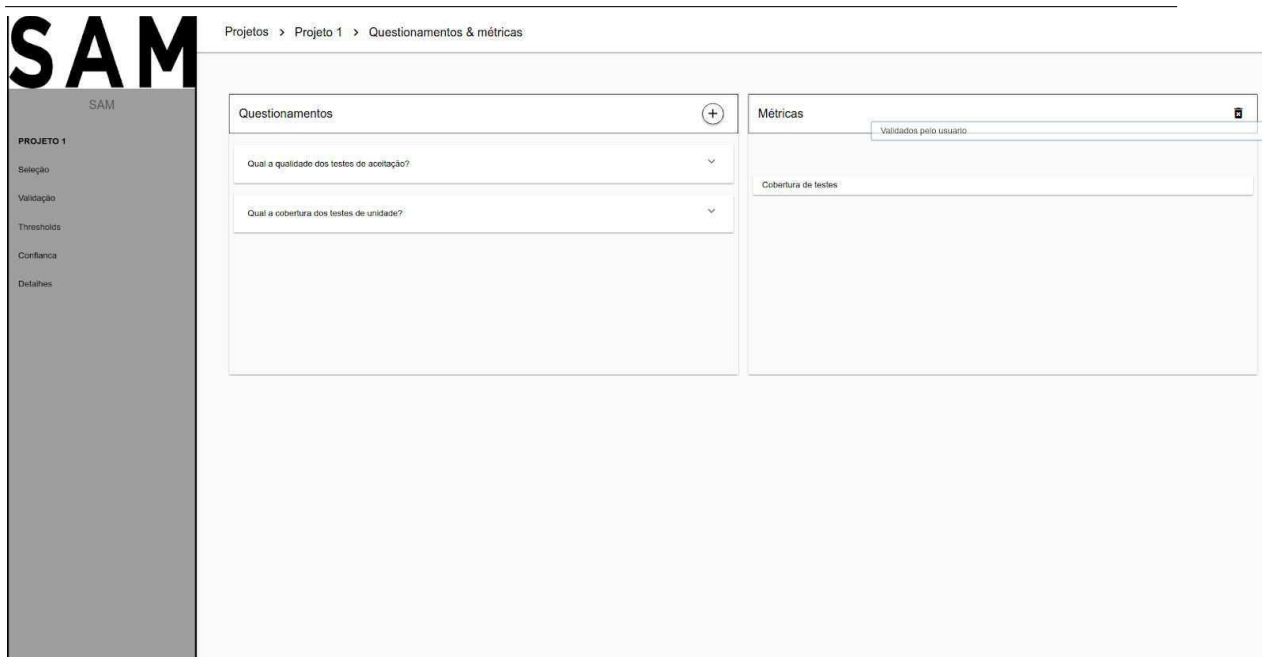 SAM
SAM
PROJETO 1
Seleção
Validação
Thresholds
Confianca
Detalhes
Projetos > Projeto 1 > Questionamentos & métricas
Questionamentos
Qual a qualidade dos testes de aceitação?
Qual a cobertura dos testes de unidade?
Métricas
Validados pelo usuario
Cobertura de testes